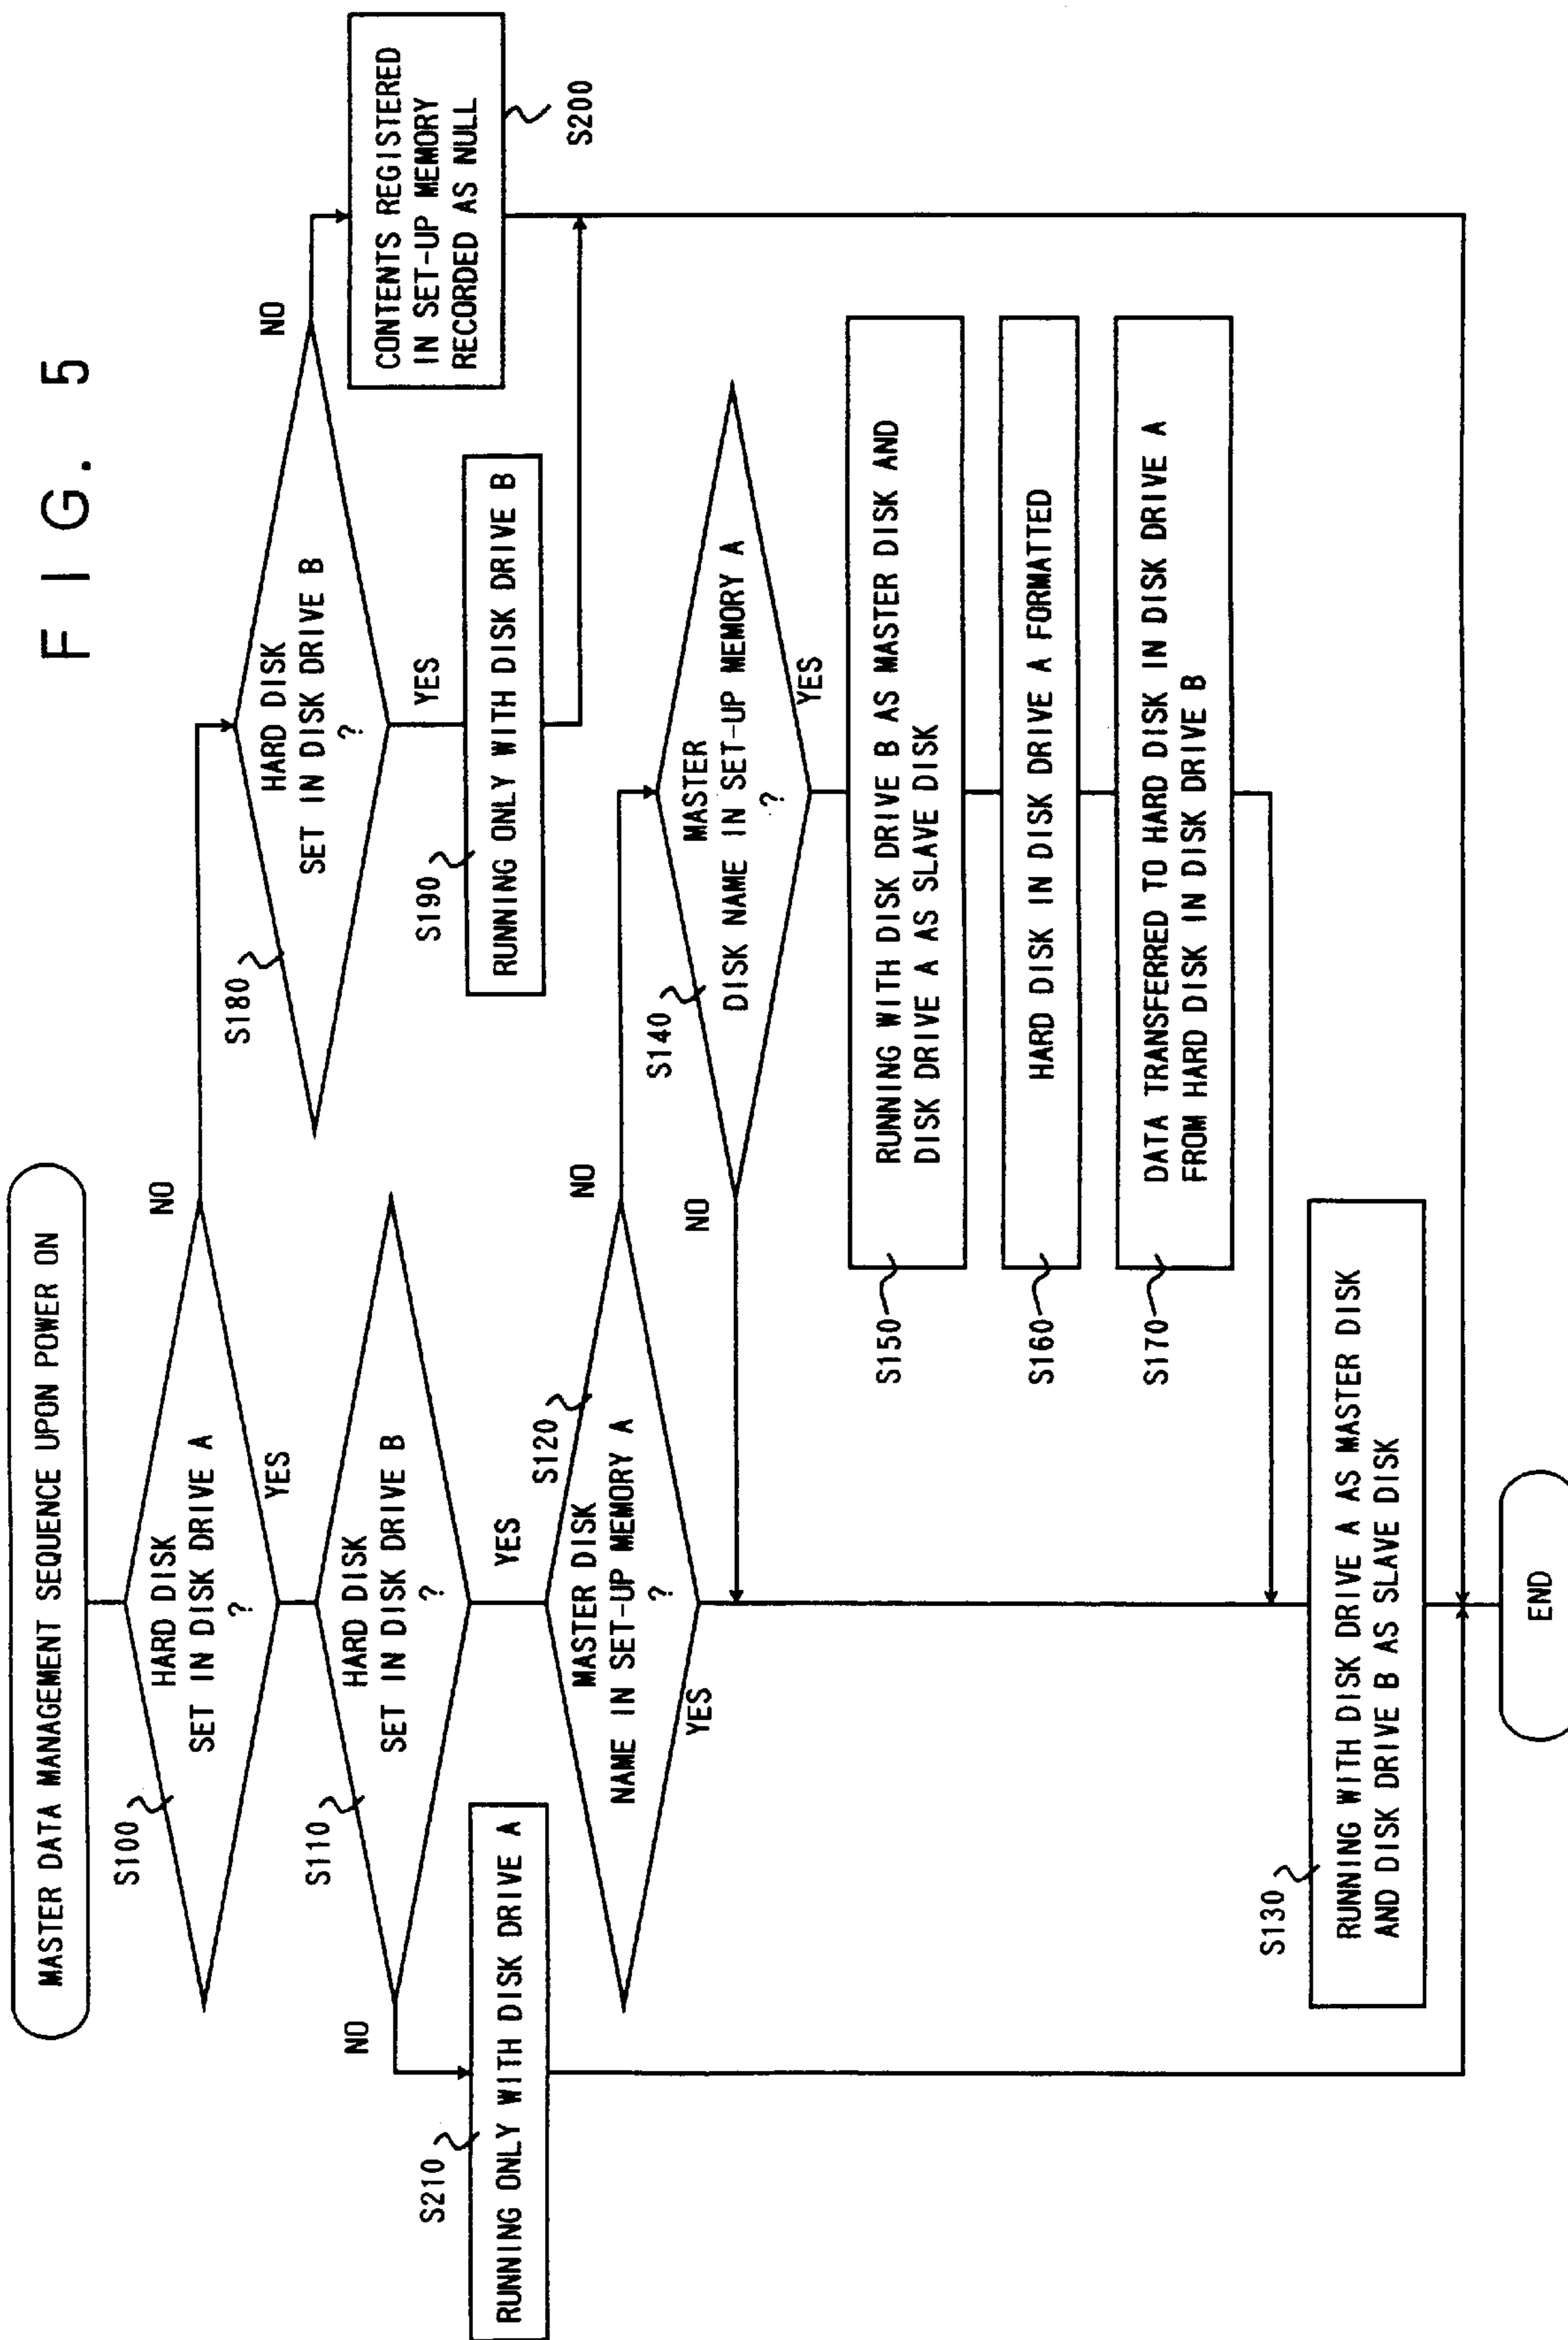 FIG. 5
MASTER DATA MANAGEMENT SEQUENCE UPON POWER ON
S100
HARD DISK
SET IN DISK DRIVE A
?
NO
YES
S110
HARD DISK
SET IN DISK DRIVE B
?
NO
YES
S210
RUNNING ONLY WITH DISK DRIVE A
S120
MASTER DISK
NAME IN SET-UP MEMORY A
?
NO
YES
S180
HARD DISK
SET IN DISK DRIVE B
?
NO
YES
S190
RUNNING ONLY WITH DISK DRIVE B
CONTENTS REGISTERED
IN SET-UP MEMORY
RECORDED AS NULL
S200
S140
MASTER
DISK NAME IN SET-UP MEMORY A
?
NO
YES
S150
RUNNING WITH DISK DRIVE B AS MASTER DISK AND
DISK DRIVE A AS SLAVE DISK
S160
HARD DISK IN DISK DRIVE A FORMATTED
S170
DATA TRANSFERRED TO HARD DISK IN DISK DRIVE A
FROM HARD DISK IN DISK DRIVE B
S130
RUNNING WITH DISK DRIVE A AS MASTER DISK
AND DISK DRIVE B AS SLAVE DISK
END